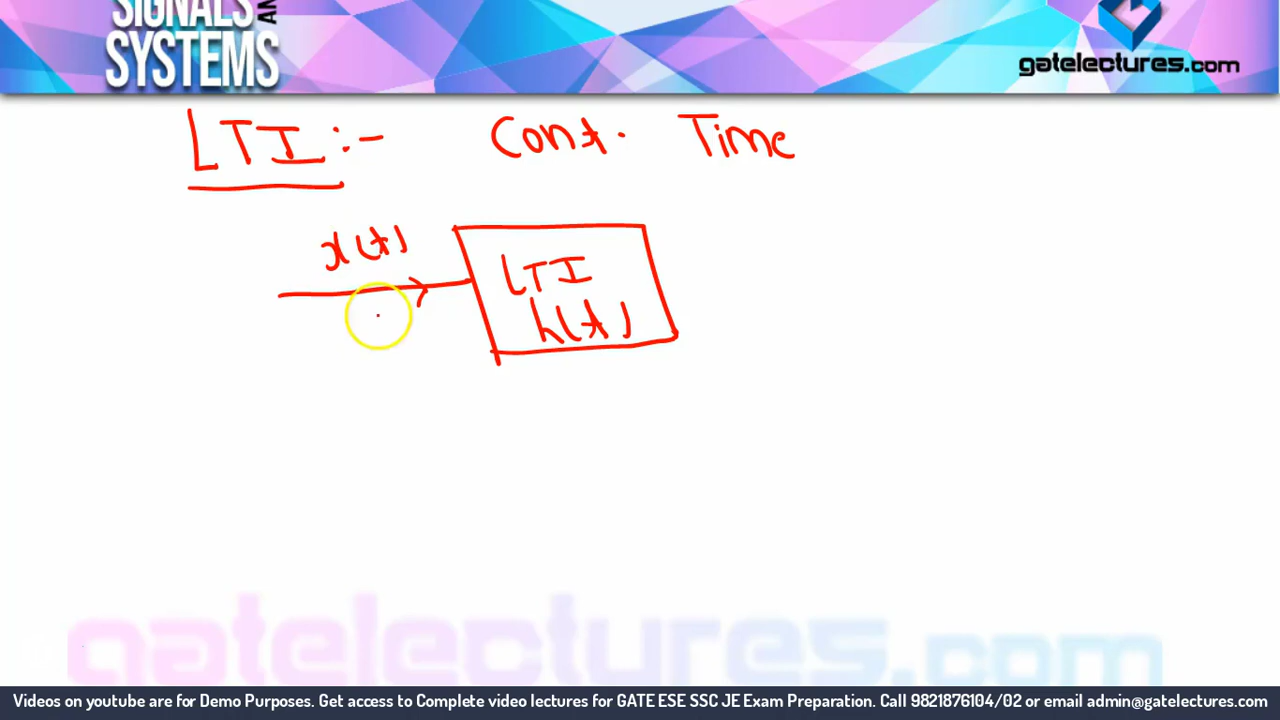 SIGNALS AND
SYSTEMS
gatelectures.com
LTI :- Cont. Time
x(t)
LTI
h(t)
gatelectures.com
Videos on youtube are for Demo Purposes. Get access to Complete video lectures for GATE ESE SSC JE Exam Preparation. Call 9821876104/02 or email admin@gatelectures.com